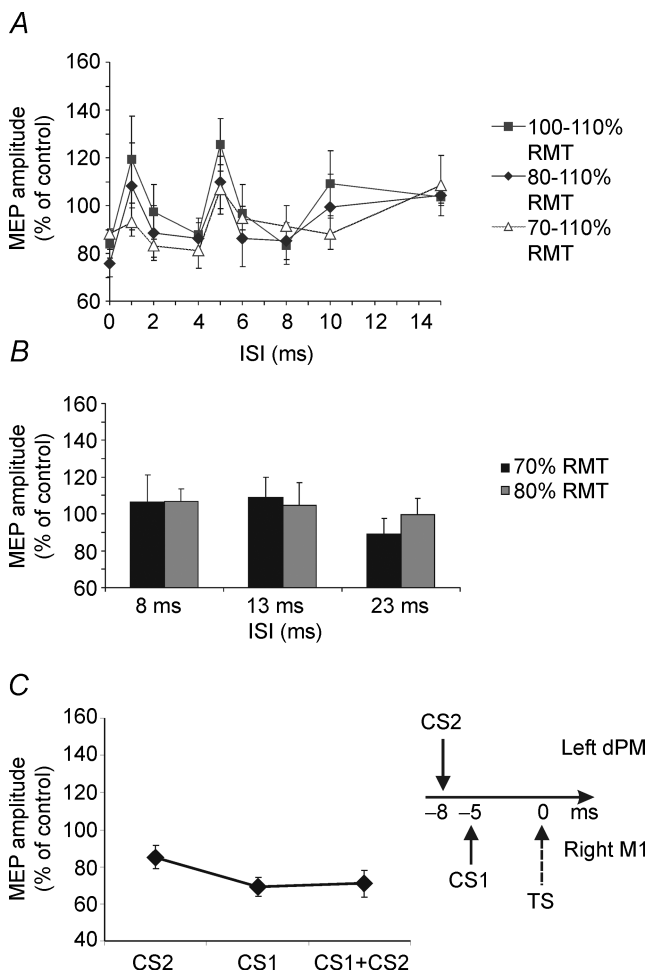 A
MEP amplitude
(% of control)
160
140
120
100
80
60
0 2 4 6 8 10 12 14
ISI (ms)
100-110%
RMT
80-110%
RMT
70-110%
RMT
B
MEP amplitude
(% of control)
160
140
120
100
80
60
8 ms 13 ms 23 ms
ISI (ms)
70% RMT
80% RMT
C
MEP amplitude
(% of control)
160
140
120
100
80
60
40
CS2 CS1 CS1+CS2
CS2
Left dPM
–8 –5 0 ms
Right M1
CS1
TS